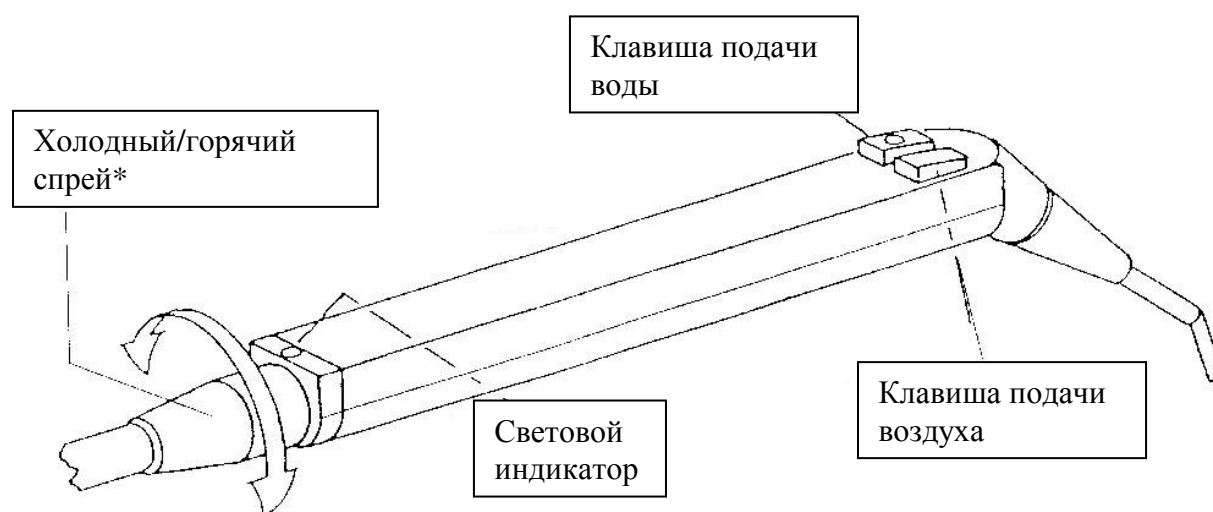 Клавиша подачи
воды
Холодный/горячий
спрей*
Клавиша подачи
воздуха
Световой
индикатор